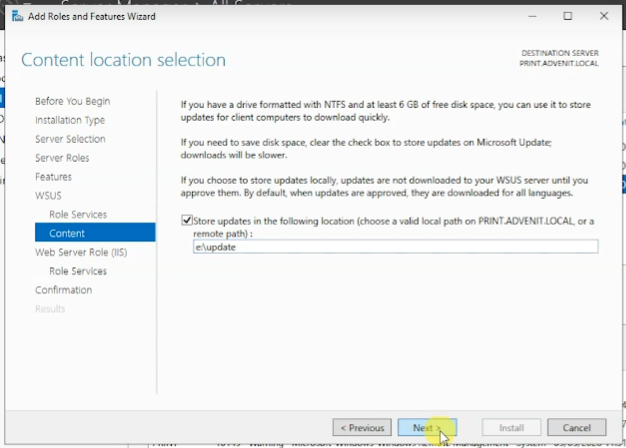 Add Roles and Features Wizard
Content location selection
DESTINATION SERVER
PRINT.ADVENIT.LOCAL
Before You Begin
Installation Type
Server Selection
Server Roles
Features
WSUS
Role Services
Content
Web Server Role (IIS)
Role Services
Confirmation
Results
If you have a drive formatted with NTFS and at least 6 GB of free disk space, you can use it to store
updates for client computers to download quickly.
If you need to save disk space, clear the check box to store updates on Microsoft Update;
downloads will be slower.
If you choose to store updates locally, updates are not downloaded to your WSUS server until you
approve them. By default, when updates are approved, they are downloaded for all languages.
Store updates in the following location (choose a valid local path on PRINT.ADVENIT.LOCAL, or a
remote path) :
e:\update
< Previous
Next >
Install
Cancel